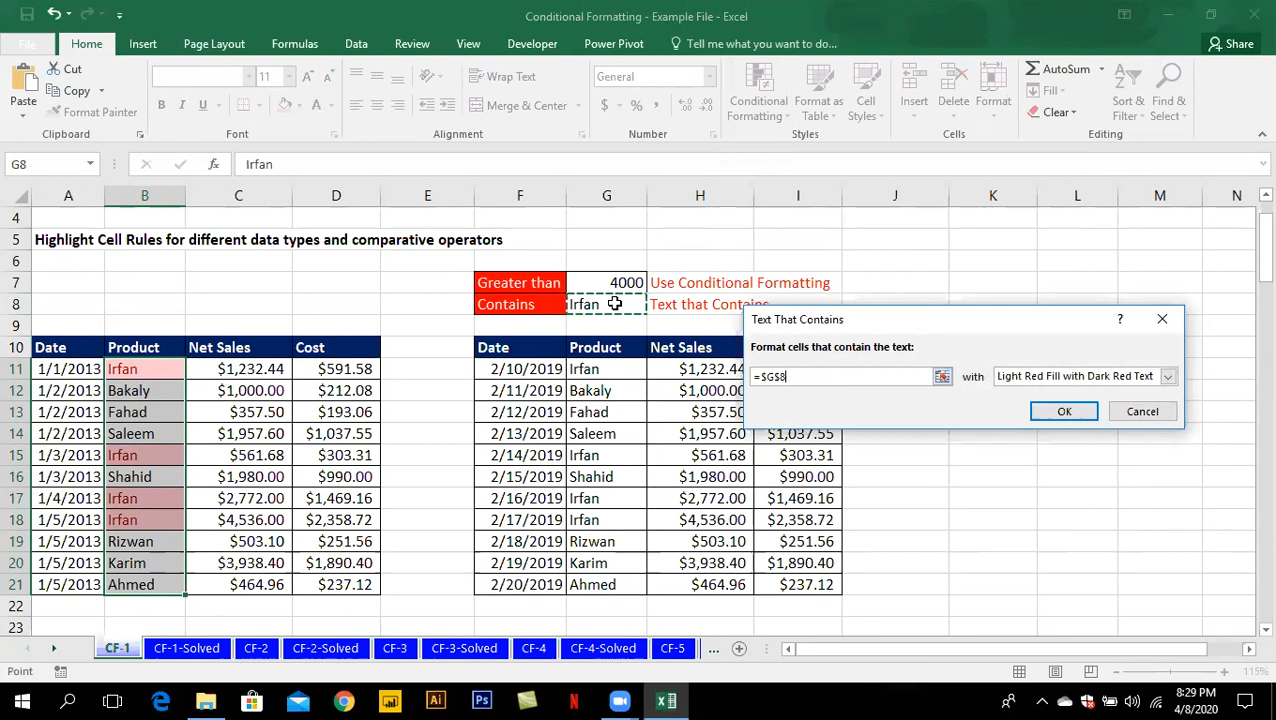 Conditional Formatting - Example File - Excel
File Home Insert Page Layout Formulas Data Review View Developer Power Pivot Tell me what you want to do... Share
Paste Cut Copy Format Painter
11
Wrap Text Merge & Center
General
Conditional Formatting Format as Table Cell Styles
Insert Delete Format
AutoSum Fill Clear Sort & Filter Find & Select
Clipboard Font Alignment Number Styles Cells Editing
G8 Irfan
A B C D E F G H I J K L M N
4
5 Highlight Cell Rules for different data types and comparative operators
6
7 Greater than 4000 Use Conditional Formatting
8 Contains Irfan Text that Contains
9
10 Date Product Net Sales Cost Date Product Net Sales
11 1/1/2013 Irfan $1,232.44 $591.58 2/10/2019 Irfan $1,232.44
12 1/2/2013 Bakaly $1,000.00 $212.08 2/11/2019 Bakaly $1,000.00
13 1/2/2013 Fahad $357.50 $193.06 2/12/2019 Fahad $357.50
14 1/2/2013 Saleem $1,957.60 $1,037.55 2/13/2019 Saleem $1,957.60 $1,037.55
15 1/3/2013 Irfan $561.68 $303.31 2/14/2019 Irfan $561.68 $303.31
16 1/3/2013 Shahid $1,980.00 $990.00 2/15/2019 Shahid $1,980.00 $990.00
17 1/4/2013 Irfan $2,772.00 $1,469.16 2/16/2019 Irfan $2,772.00 $1,469.16
18 1/5/2013 Irfan $4,536.00 $2,358.72 2/17/2019 Irfan $4,536.00 $2,358.72
19 1/5/2013 Rizwan $503.10 $251.56 2/18/2019 Rizwan $503.10 $251.56
20 1/5/2013 Karim $3,938.40 $1,890.40 2/19/2019 Karim $3,938.40 $1,890.40
21 1/5/2013 Ahmed $464.96 $237.12 2/20/2019 Ahmed $464.96 $237.12
22
23
Text That Contains
Format cells that contain the text:
=$G$8 with Light Red Fill with Dark Red Text
OK Cancel
CF-1 CF-1-Solved CF-2 CF-2-Solved CF-3 CF-3-Solved CF-4 CF-4-Solved CF-5 ...
Point 115%
8:29 PM
4/8/2020